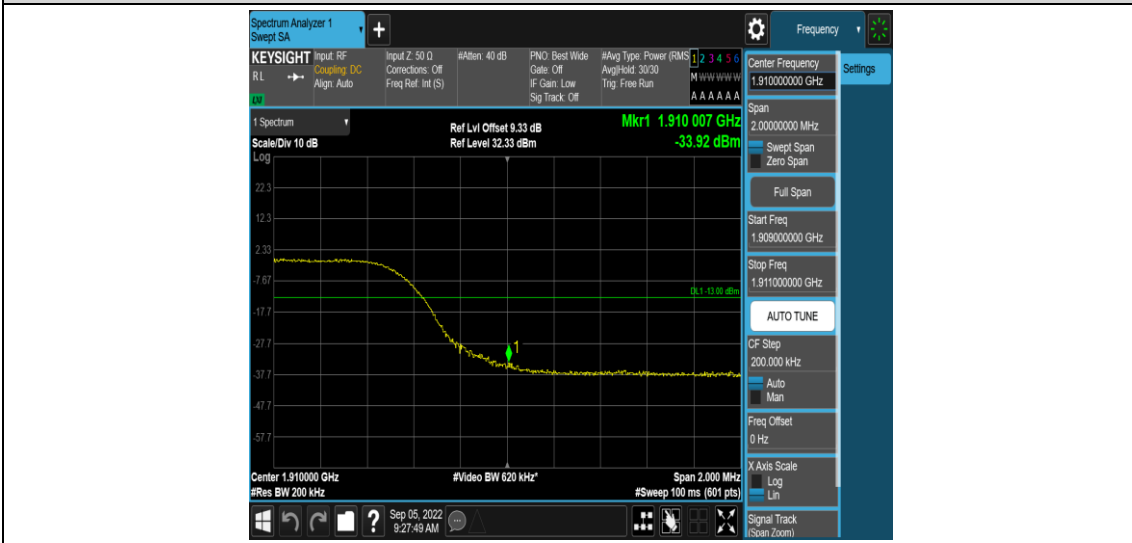 Spectrum Analyzer 1
Swept SA
+
Frequency
KEYSIGHT
RL
LXI
Input: RF
Coupling: DC
Align: Auto
Input Z: 50 Ω
Corrections: Off
Freq Ref: Int (S)
#Atten: 40 dB
PNO: Best Wide
Gate: Off
IF Gain: Low
Sig Track: Off
#Avg Type: Power (RMS
Avg|Hold: 30/30
Trig: Free Run
1 2 3 4 5 6
M W W W W W
A A A A A A
1 Spectrum
Scale/Div 10 dB
Ref Lvl Offset 9.33 dB
Ref Level 32.33 dBm
Mkr1 1.910 007 GHz
-33.92 dBm
Log
22.3
12.3
2.33
-7.67
-17.7
-27.7
-37.7
-47.7
-57.7
DL1 -13.00 dBm
1
Center 1.910000 GHz
#Res BW 200 kHz
#Video BW 620 kHz*
Span 2.000 MHz
#Sweep 100 ms (601 pts)
Center Frequency
1.910000000 GHz
Settings
Span
2.00000000 MHz
Swept Span
Zero Span
Full Span
Start Freq
1.909000000 GHz
Stop Freq
1.911000000 GHz
AUTO TUNE
CF Step
200.000 kHz
Auto
Man
Freq Offset
0 Hz
X Axis Scale
Log
Lin
Signal Track
(Span Zoom)
?
Sep 05, 2022
9:27:49 AM